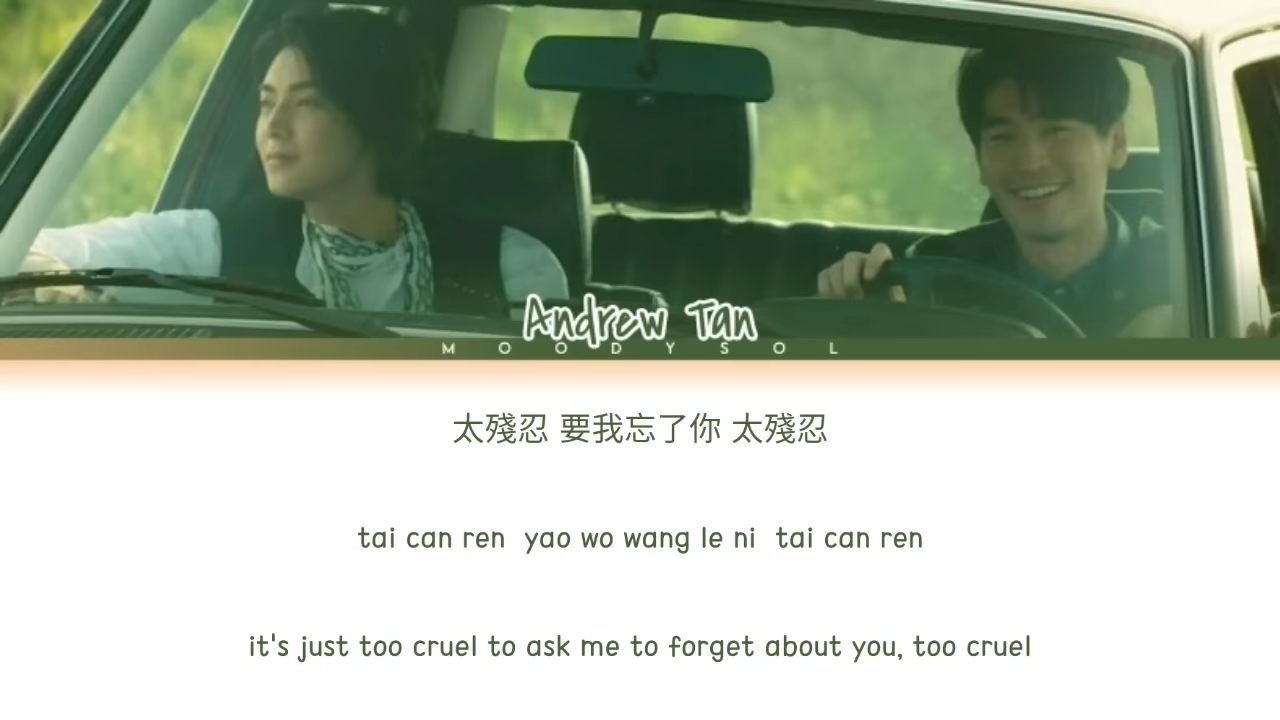 Andrew Tan
MOODYSOL
太殘忍 要我忘了你 太殘忍
tai can ren  yao wo wang le ni  tai can ren
it's just too cruel to ask me to forget about you, too cruel